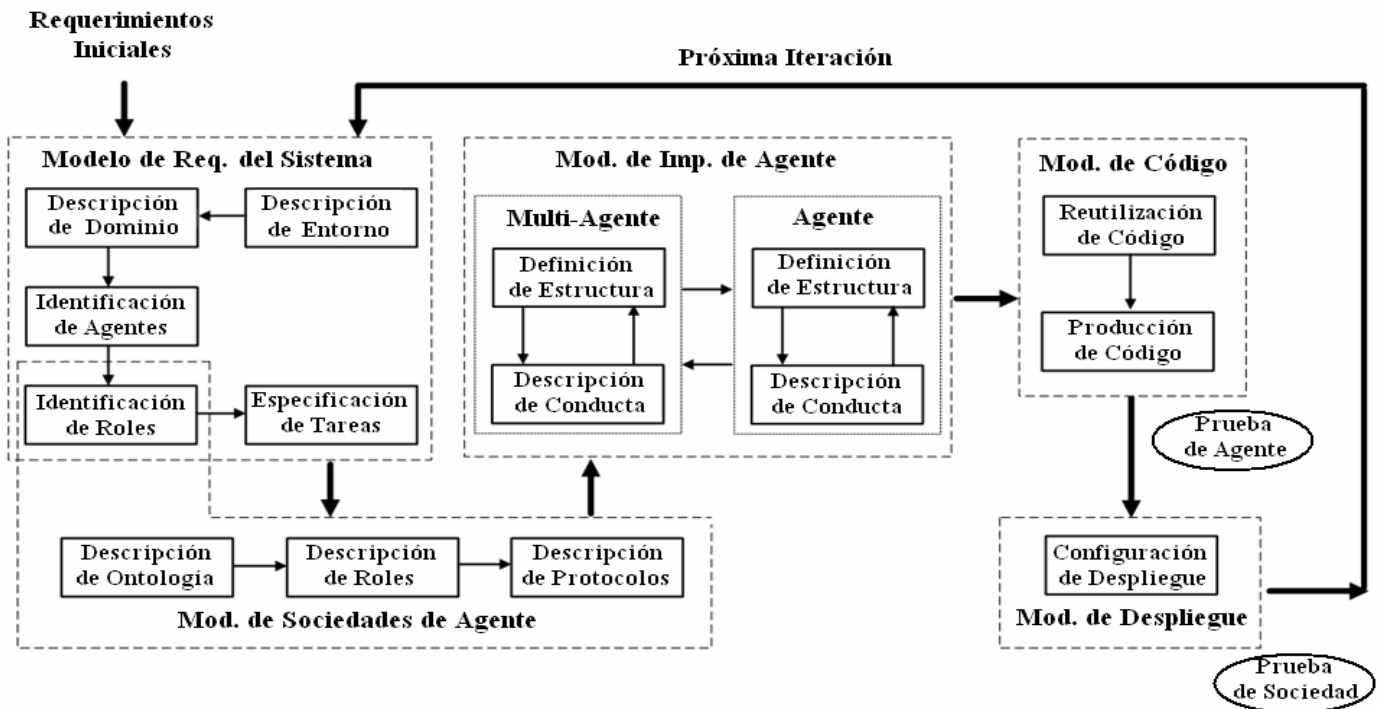 Requerimientos
Iniciales
Próxima Iteración
Modelo de Req. del Sistema
Descripción
de Dominio
Descripción
de Entorno
Identificación
de Agentes
Identificación
de Roles
Especificación
de Tareas
Descripción
de Ontología
Descripción
de Roles
Descripción
de Protocolos
Mod. de Sociedades de Agente
Mod. de Imp. de Agente
Multi-Agente
Definición
de Estructura
Descripción
de Conducta
Agente
Definición
de Estructura
Descripción
de Conducta
Mod. de Código
Reutilización
de Código
Producción
de Código
Prueba
de Agente
Configuración
de Despliegue
Mod. de Despliegue
Prueba
de Sociedad